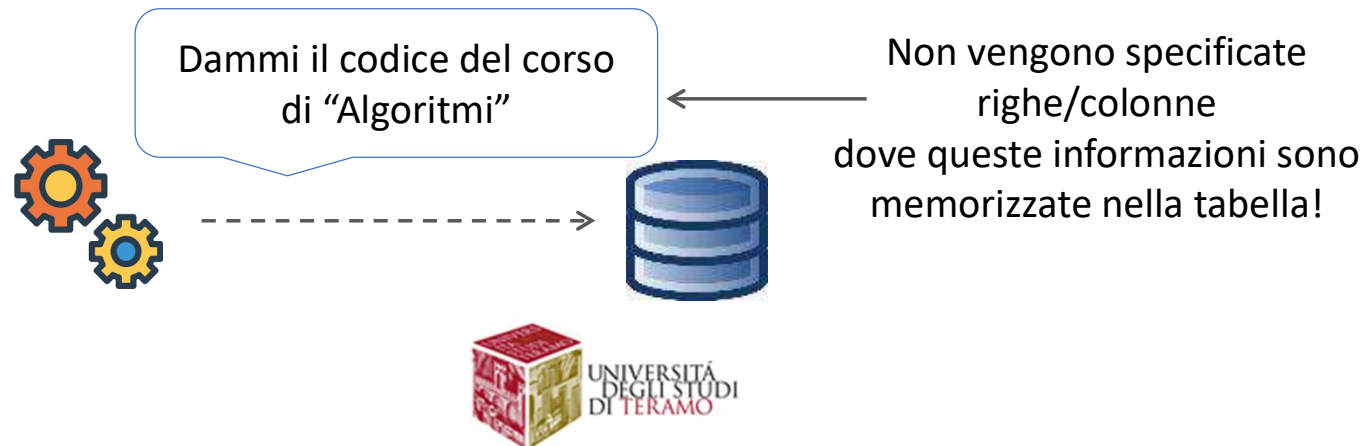 Dammi il codice del corso
di “Algoritmi”
Non vengono specificate
righe/colonne
dove queste informazioni sono
memorizzate nella tabella!
UNIVERSITÁ
DEGLI STUDI
DI TERAMO